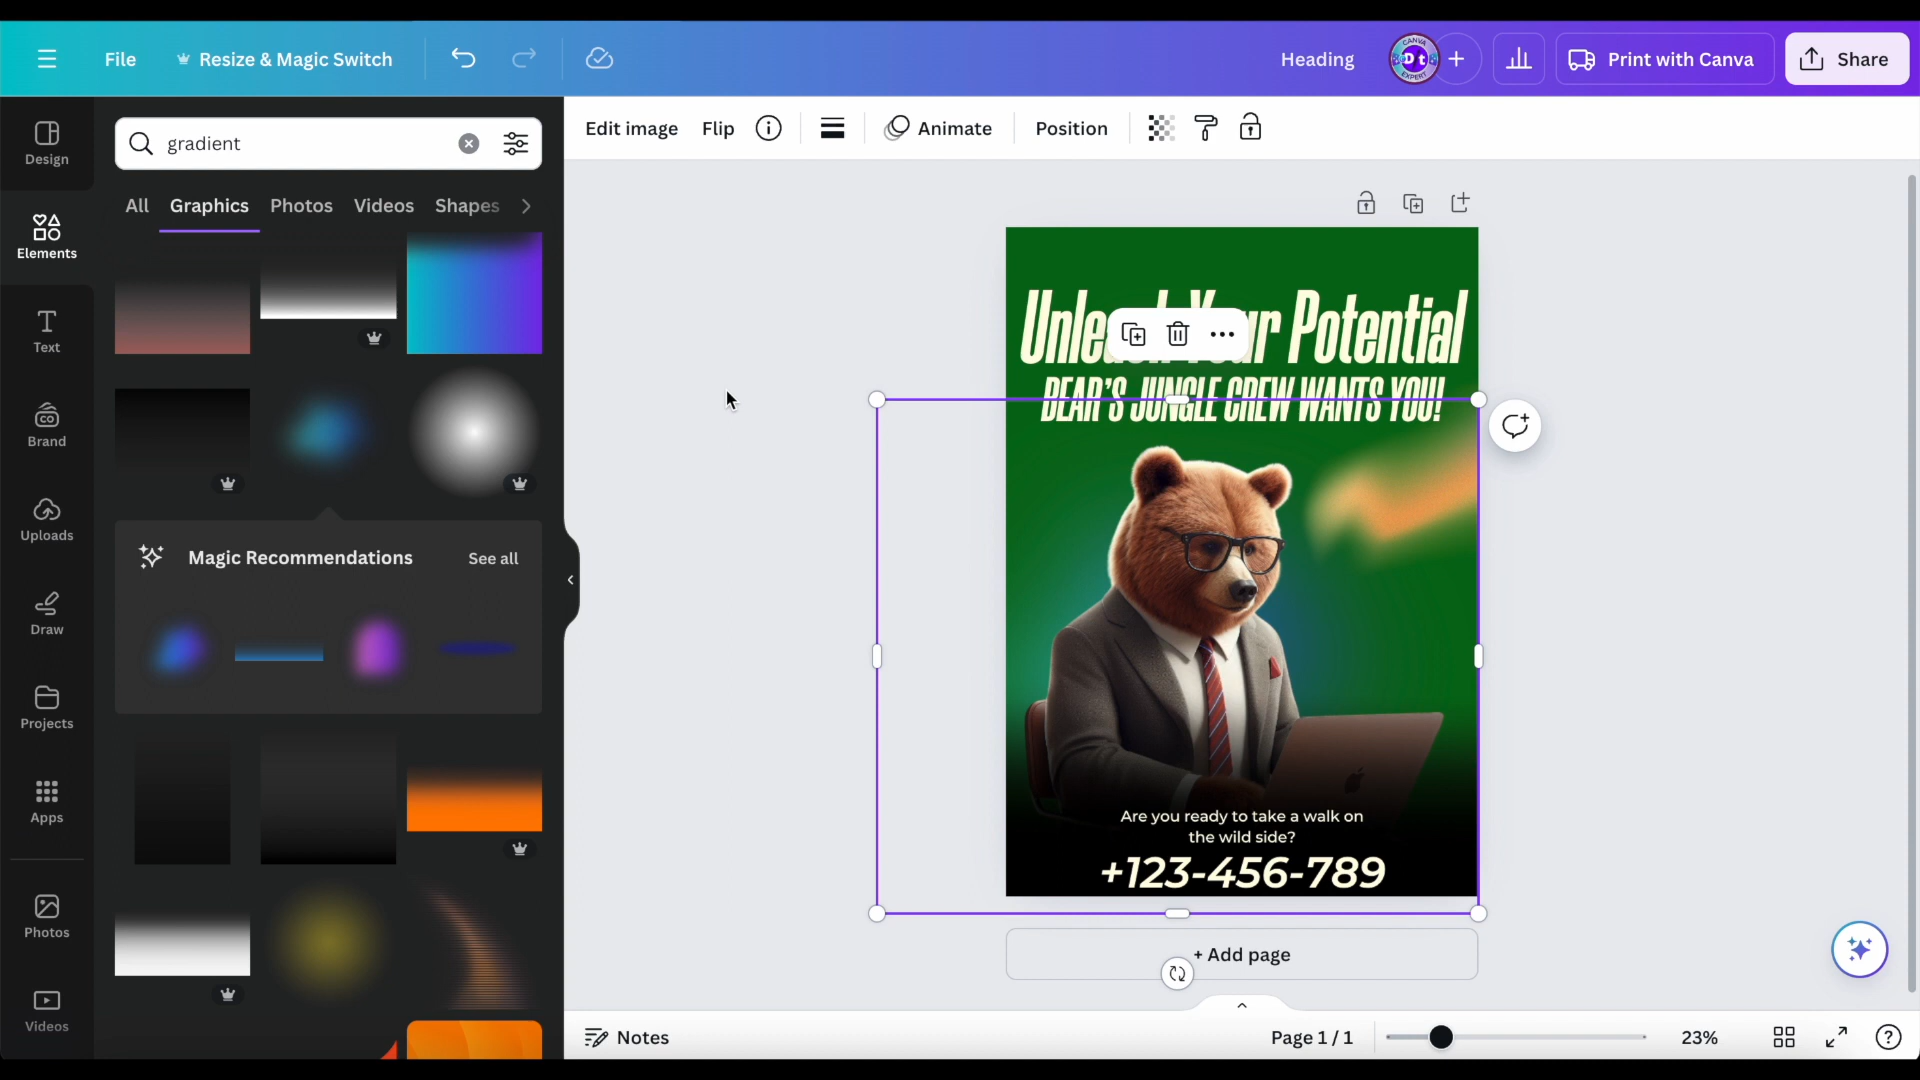 File
Resize & Magic Switch
Heading
CANVA
Dt
EXPERT
Print with Canva
Share
Design
Elements
Text
Brand
Uploads
Draw
Projects
Apps
Photos
Videos
gradient
All
Graphics
Photos
Videos
Shapes
Magic Recommendations
See all
Edit image
Flip
Animate
Position
Potential
BEAR'S JUNGLE CREW WANTS YOU!
Are you ready to take a walk on
the wild side?
+123-456-789
+ Add page
Notes
Page 1 / 1
23%